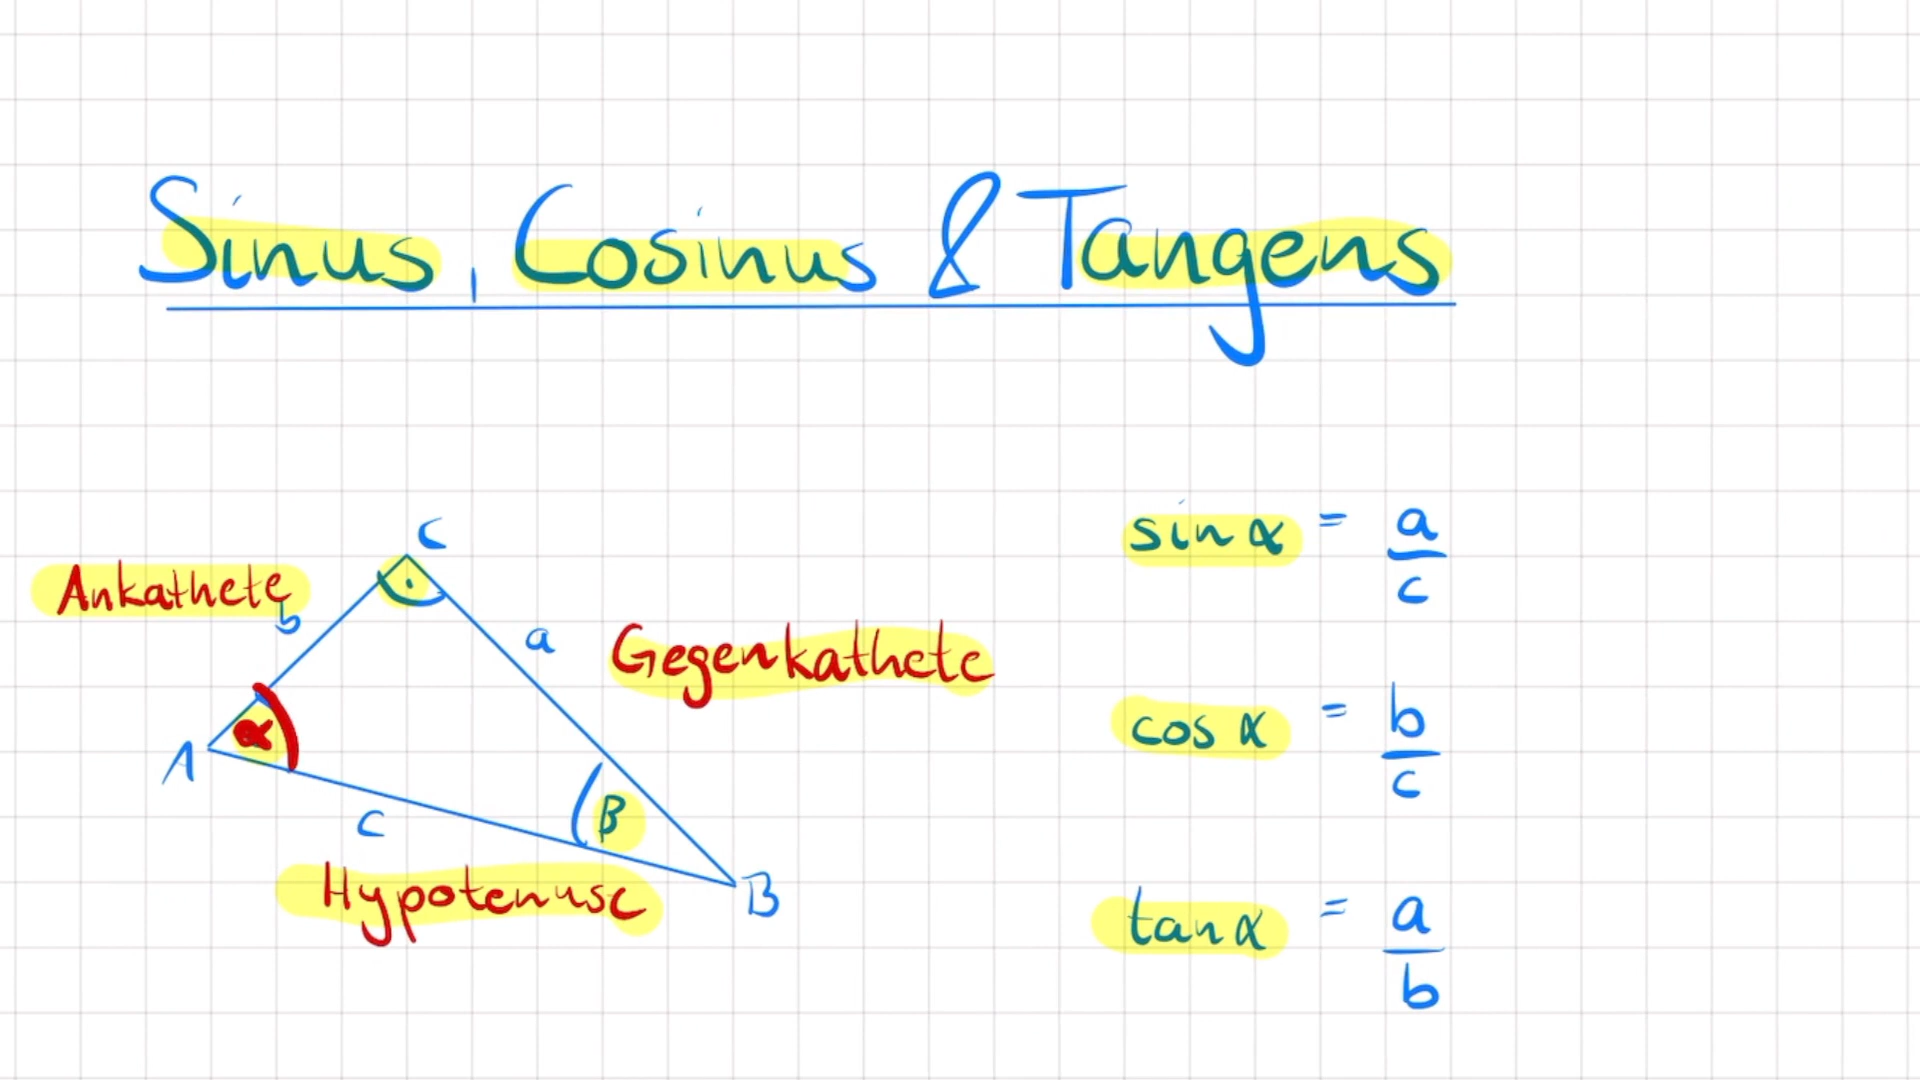 Sinus, Cosinus & Tangens
C
Ankathete
b
a
Gegenkathete
α
A
c
β
Hypotenuse
B
sin α = a/c
cos α = b/c
tan α = a/b